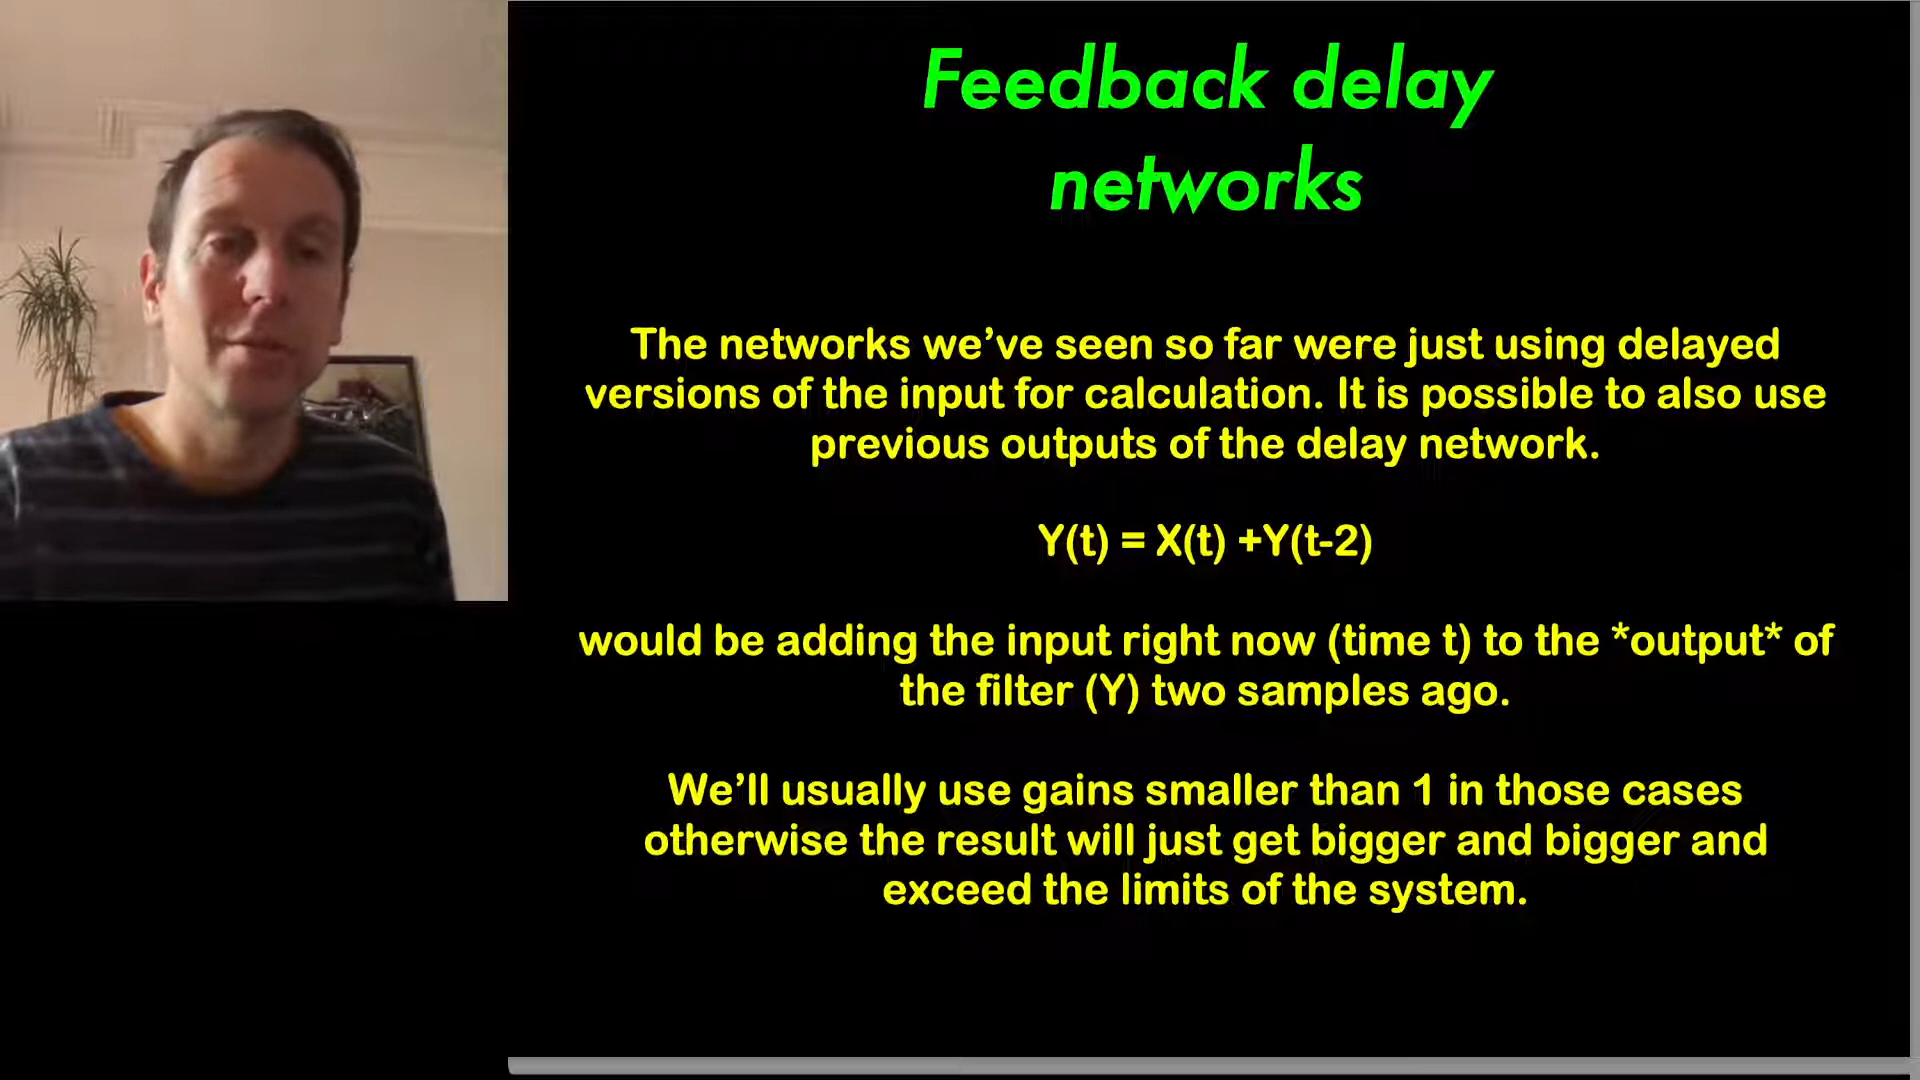 Feedback delay
networks
The networks we’ve seen so far were just using delayed
versions of the input for calculation. It is possible to also use
previous outputs of the delay network.
Y(t) = X(t) +Y(t-2)
would be adding the input right now (time t) to the *output* of
the filter (Y) two samples ago.
We’ll usually use gains smaller than 1 in those cases
otherwise the result will just get bigger and bigger and
exceed the limits of the system.